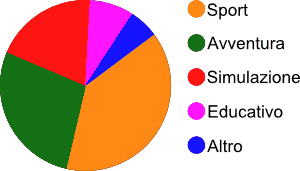 Sport
Avventura
Simulazione
Educativo
Altro